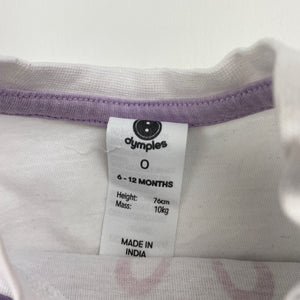 dymples
0
6 - 12 MONTHS
Height: 76cm
Mass: 10kg
MADE IN
INDIA